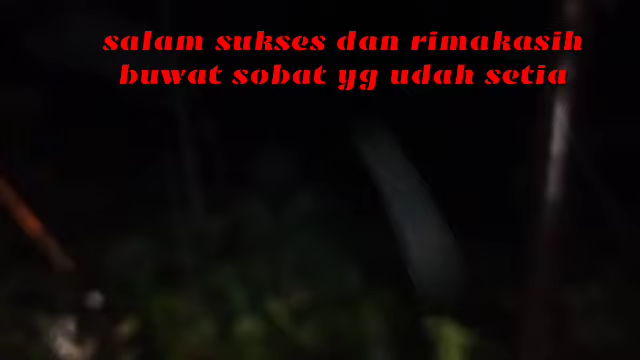 salam sukses dan rimakasih
buwat sobat yg udah setia